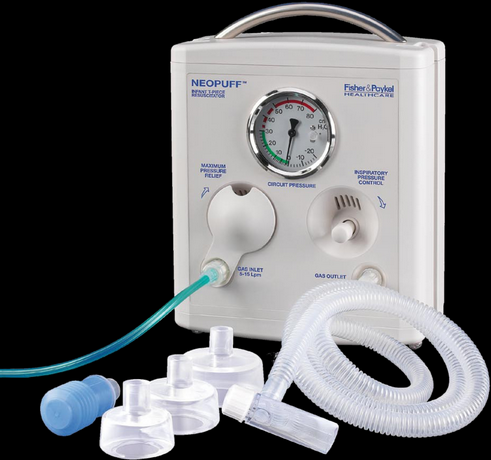 NEOPUFF™
INFANT T-PIECE
RESUSCITATOR
Fisher&Paykel
HEALTHCARE
80
70
60
50
40
30
20
10
0
-10
-20
cm
H₂O
CIRCUIT PRESSURE
MAXIMUM
PRESSURE
RELIEF
INSPIRATORY
PRESSURE
CONTROL
GAS INLET
5-15 Lpm
GAS OUTLET